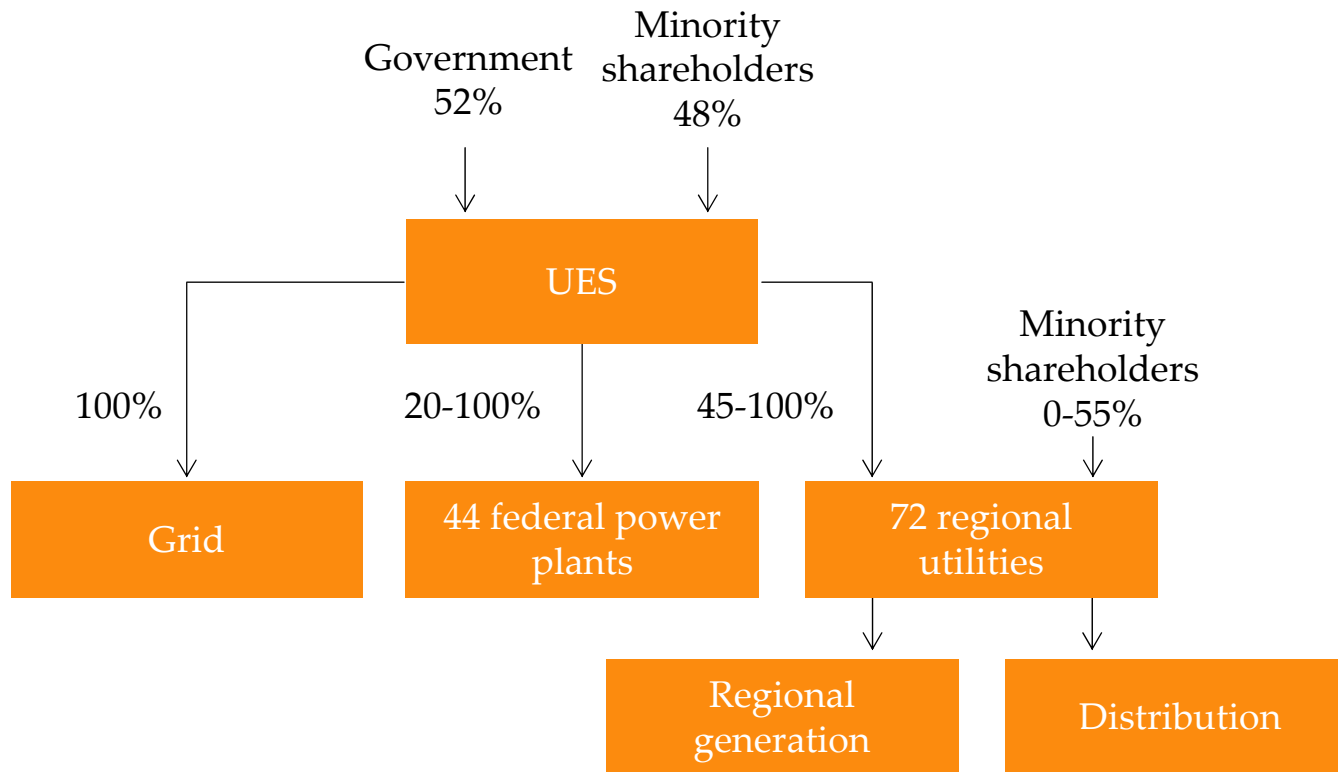 Government
52%
Minority
shareholders
48%
UES
100%
20-100%
45-100%
Minority
shareholders
0-55%
Grid
44 federal power
plants
72 regional
utilities
Regional
generation
Distribution